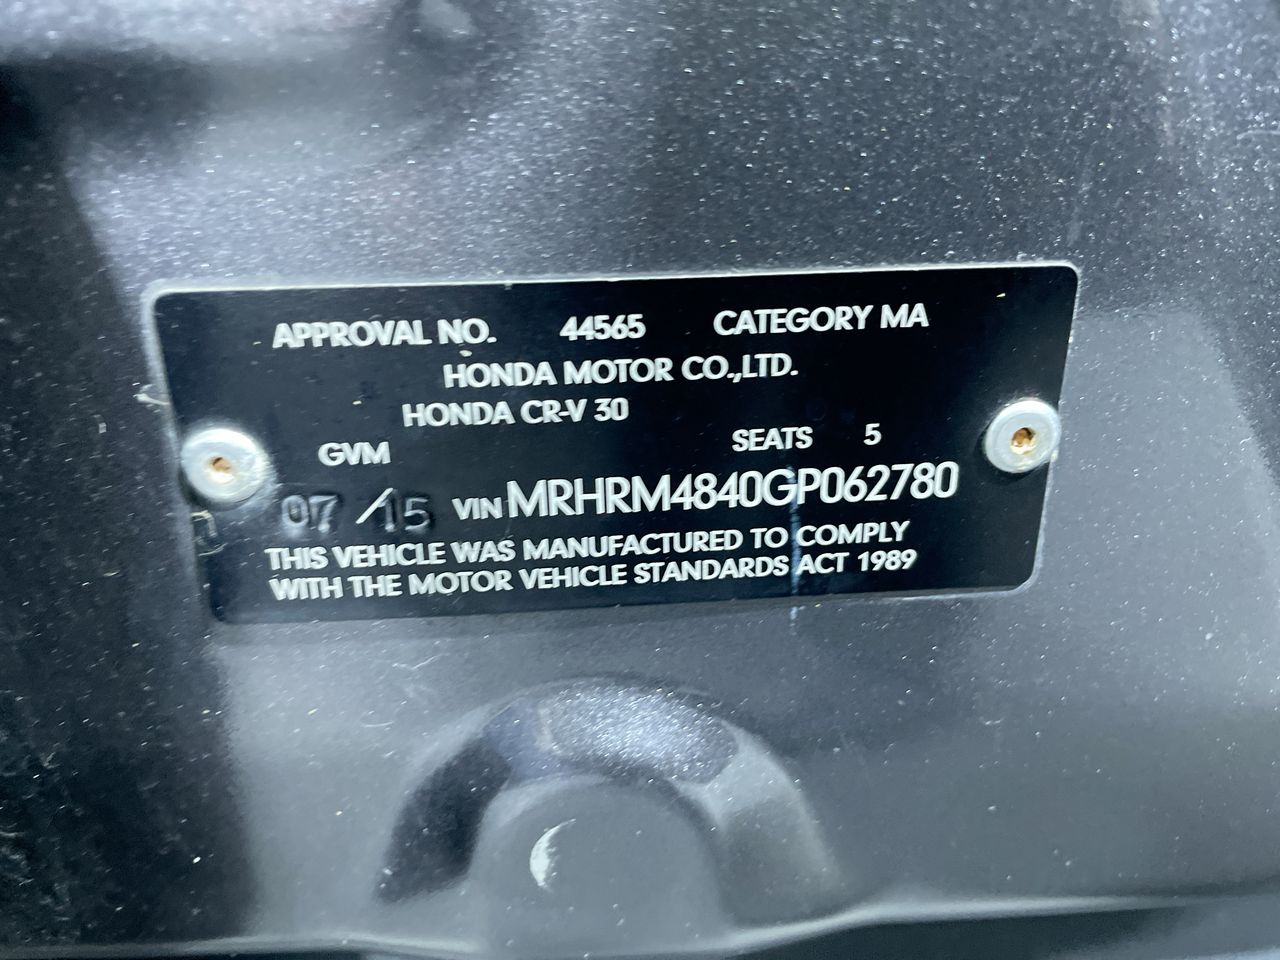 APPROVAL NO. 44565 CATEGORY MA
HONDA MOTOR CO.,LTD.
HONDA CR-V 30
GVM SEATS 5
07 /15 VIN MRHRM4840GP062780
THIS VEHICLE WAS MANUFACTURED TO COMPLY
WITH THE MOTOR VEHICLE STANDARDS ACT 1989